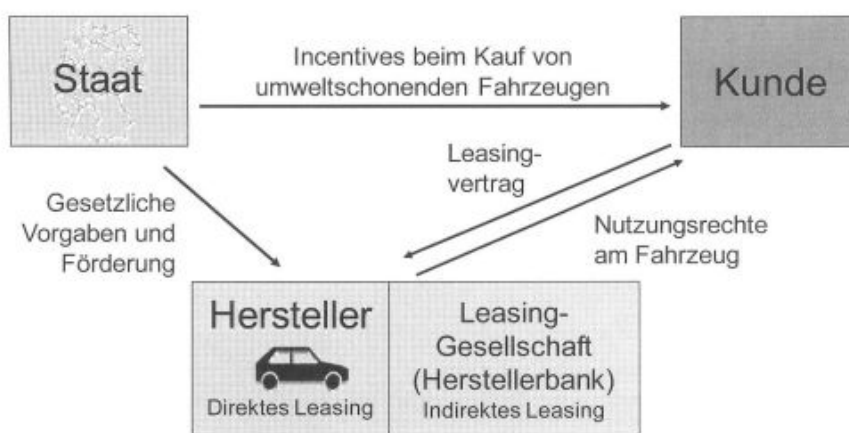 Staat
Incentives beim Kauf von
umweltschonenden Fahrzeugen
Kunde
Leasing-
vertrag
Gesetzliche
Vorgaben und
Förderung
Nutzungsrechte
am Fahrzeug
Hersteller
Direktes Leasing
Leasing-
Gesellschaft
(Herstellerbank)
Indirektes Leasing